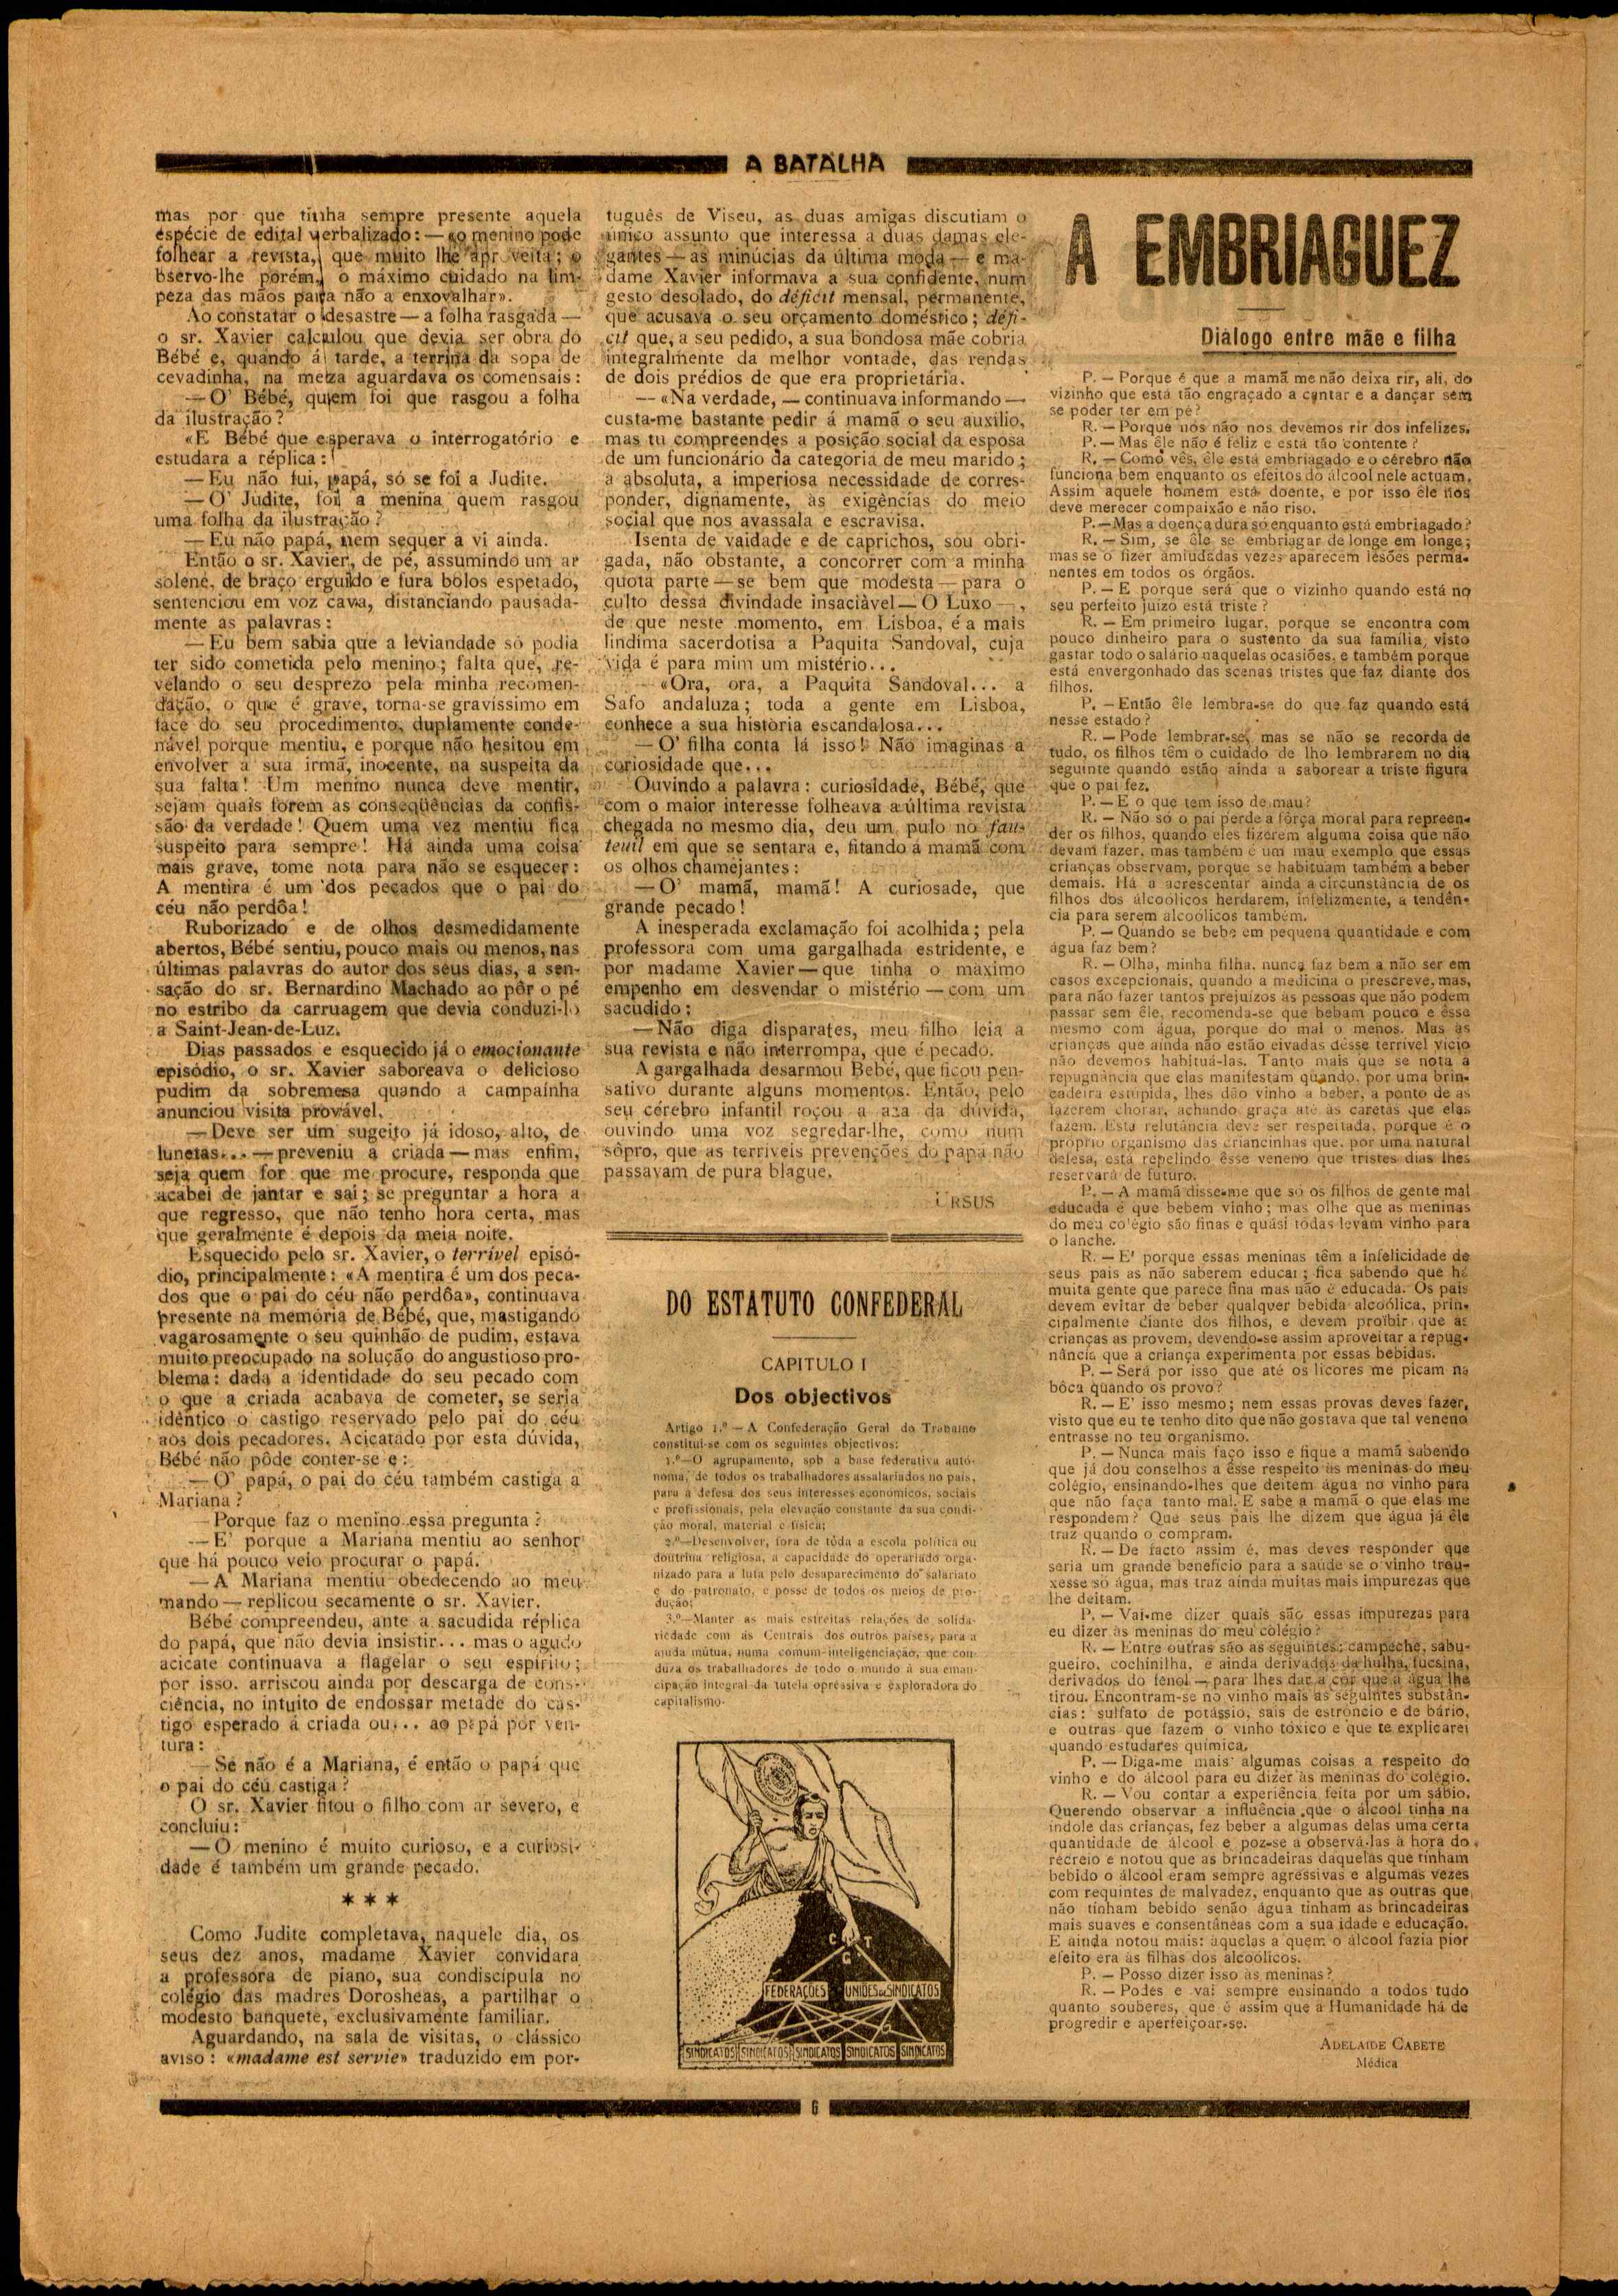 A BATALHA
mas por que tinha sempre presente aquela
espécie de edital verbalizado: — «o menino pode
folhear a revista, que muito lhe apr veita; o
bservo-lhe porém, o máximo cuidado na lim-
peza das mãos para não a enxovalhar».
Ao constatar o desastre — a folha rasgada —
o sr. Xavier calculou que devia ser obra do
Bébé e, quando á tarde, a terrina da sopa de
cevadinha, na meza aguardava os comensais:
— O' Bébé, quem foi que rasgou a folha
da ilustração?
«E Bébé que esperava o interrogatório e
estudara a réplica:
— Eu não fui, papá, só se foi a Judite.
— O' Judite, foi a menina quem rasgou
uma folha da ilustração?
— Eu não papá, nem sequer a vi ainda.
Então o sr. Xavier, de pé, assumindo um ar
solene, de braço erguido e fura bolos espetado,
sentenciou em voz cava, distanciando pausada-
mente as palavras:
— Eu bem sabia que a leviandade só podia
ter sido cometida pelo menino; falta que, re-
velando o seu desprezo pela minha recomen-
dação, o que é grave, torna-se gravíssimo em
face do seu procedimento, duplamente conde-
nável porque mentiu, e porque não hesitou em
envolver a sua irmã, inocente, na suspeita da
sua falta! Um menino nunca deve mentir,
sejam quais forem as conseqüências da confis-
são da verdade! Quem uma vez mentiu fica
suspeito para sempre! Há ainda uma coisa
mais grave, tome nota para não se esquecer:
A mentira é um dos pecados que o pai do
céu não perdôa!
Ruborizado e de olhos desmedidamente
abertos, Bébé sentiu, pouco mais ou menos, nas
últimas palavras do autor dos seus dias, a sen-
sação do sr. Bernardino Machado ao pôr o pé
no estribo da carruagem que devia conduzi-lo
a Saint-Jean-de-Luz.
Dias passados e esquecido já o emocionante
episódio, o sr. Xavier saboreava o delicioso
pudim da sobremesa quando a campaínha
anunciou visita provável.
— Deve ser um sugeito já idoso, alto, de
lunetas... — preveniu a criada — mas enfim,
seja quem for que me procure, responda que
acabei de jantar e saí; se preguntar a hora a
que regresso, que não tenho hora certa, mas
que geralmente é depois da meia noite.
Esquecido pelo sr. Xavier, o terrível episó-
dio, principalmente: «A mentira é um dos peca-
dos que o pai do céu não perdôa», continuava
presente na memória de Bébé, que, mastigando
vagarosamente o seu quinhão de pudim, estava
muito preocupado na solução do angustioso pro-
blema: dada a identidade do seu pecado com
o que a criada acabava de cometer, se seria
idêntico o castigo reservado pelo pai do céu
aos dois pecadores. Acicatado por esta dúvida,
Bébé não pôde conter-se e:
— O' papá, o pai do céu também castiga a
Mariana?
— Porque faz o menino essa pregunta?
— E' porque a Mariana mentiu ao senhor
que há pouco veio procurar o papá.
— A Mariana mentiu obedecendo ao meu
mando — replicou secamente o sr. Xavier.
Bébé compreendeu, ante a sacudida réplica
do papá, que não devia insistir... mas o agudo
acicate continuava a flagelar o seu espírito;
por isso, arriscou ainda por descarga de cons-
ciência, no intuito de endossar metade do cas-
tigo esperado á criada ou... ao papá por ven-
tura:
— Se não é a Mariana, é então o papá que
o pai do céu castiga?
O sr. Xavier fitou o filho com ar severo, e
concluiu:
— O menino é muito curioso, e a curiosi-
dade é também um grande pecado.
* * *
Como Judite completava, naquele dia, os
seus dez anos, madame Xavier convidara
a professora de piano, sua condiscipula no
colégio das madres Dorosheas, a partilhar o
modesto banquete, exclusivamente familiar.
Aguardando, na sala de visitas, o clássico
aviso: «madame est servie» traduzido em por-
tuguês de Viseu, as duas amigas discutiam o
único assunto que interessa a duas damas ele-
gantes — as minúcias da última moda — e ma-
dame Xavier informava a sua confidente, num
gesto desolado, do déficit mensal, permanente,
que acusava o seu orçamento doméstico; défi-
cit que, a seu pedido, a sua bondosa mãe cobria
integralmente da melhor vontade, das rendas
de dois prédios de que era proprietária.
— «Na verdade, — continuava informando —
custa-me bastante pedir á mamã o seu auxilio,
mas tu compreendes a posição social da esposa
de um funcionário da categoria de meu marido;
a absoluta, a imperiosa necessidade de corres-
ponder, dignamente, às exigências do meio
social que nos avassala e escravisa.
Isenta de vaidade e de caprichos, sou obri-
gada, não obstante, a concorrer com a minha
quota parte — se bem que modesta — para o
culto dessa divindade insaciável — O Luxo —,
de que neste momento, em Lisboa, é a mais
lindima sacerdotisa a Paquita Sandoval, cuja
vida é para mim um mistério...
— «Ora, ora, a Paquita Sandoval... a
Safo andaluza; toda a gente em Lisboa,
conhece a sua história escandalosa...
— O' filha conta lá isso! Não imaginas a
curiosidade que...
Ouvindo a palavra: curiosidade, Bébé, que
com o maior interesse folheava a última revista
chegada no mesmo dia, deu um pulo no fau-
teuil em que se sentara e, fitando á mamã com
os olhos chamejantes:
— O' mamã, mamã! A curiosade, que
grande pecado!
A inesperada exclamação foi acolhida; pela
professora com uma gargalhada estridente, e
por madame Xavier — que tinha o máximo
empenho em desvendar o mistério — com um
sacudido:
— Não diga disparates, meu filho leia a
sua revista e não interrompa, que é pecado.
A gargalhada desarmou Bébé, que ficou pen-
sativo durante alguns momentos. Então, pelo
seu cérebro infantil roçou a aza da dúvida,
ouvindo uma voz segredar-lhe, como num
sôpro, que as terríveis prevenções do papá não
passavam de pura blague.
URSUS
DO ESTATUTO CONFEDERAL
CAPITULO I
Dos objectivos
Artigo 1.º — A Confederação Geral do Trabalho
constitui-se com os seguintes objectivos:
1.º—O agrupamento, sob a base federativa autó-
noma, de todos os trabalhadores assalariados no país,
para a defesa dos seus interesses económicos, sociais
e profissionais, pela elevação constante da sua condi-
ção moral, material e física;
2.º—Desenvolver, fora de tôda a escola política ou
doutrina religiosa, a capacidade do operariado orga-
nizado para a luta pelo desaparecimento do salariato
e do patronato, e posse de todos os meios de pro-
dução;
3.º—Manter as mais estreitas relações de solida-
riedade com as Centrais dos outros países, para a
ajuda mútua, numa comum inteligenciação, que con-
duza os trabalhadores de todo o mundo à sua eman-
cipação integral da tutela opressiva e exploradora do
capitalismo.
C G T
FEDERAÇÕES UNIÕES DE SINDICATOS
SINDICATOS SINDICATOS SINDICATOS SINDICATOS SINDICATOS
A EMBRIAGUEZ
Diálogo entre mãe e filha
P. — Porque é que a mamã me não deixa rir, ali, do
vizinho que está tão engraçado a cantar e a dançar sem
se poder ter em pé?
R. — Porque nós não nos devemos rir dos infelizes.
P. — Mas êle não é feliz e está tão contente?
R. — Como vês, êle está embriagado e o cérebro não
funciona bem enquanto os efeitos do álcool nele actuam.
Assim aquele homem está doente, e por isso êle nos
deve merecer compaixão e não riso.
P. — Mas a doença dura só enquanto está embriagado?
R. — Sim, se êle se embriagar de longe em longe;
mas se o fizer amiudadas vezes aparecem lesões perma-
nentes em todos os órgãos.
P. — E porque será que o vizinho quando está no
seu perfeito juízo está triste?
R. — Em primeiro lugar, porque se encontra com
pouco dinheiro para o sustento da sua família, visto
gastar todo o salário naquelas ocasiões, e também porque
está envergonhado das scenas tristes que faz diante dos
filhos.
P. — Então êle lembra-se do que faz quando está
nesse estado?
R. — Pode lembrar-se, mas se não se recorda de
tudo, os filhos têm o cuidado de lho lembrarem no dia
seguinte quando estão ainda a saborear a triste figura
que o pai fez.
P. — E o que tem isso de mau?
R. — Não só o pai perde a fôrça moral para repreen-
der os filhos, quando eles fizerem alguma coisa que não
devam fazer, mas também é um mau exemplo que essas
crianças observam, porque se habituam também a beber
demais. Há a acrescentar ainda a circunstância de os
filhos dos alcoólicos herdarem, infelizmente, a tendên-
cia para serem alcoólicos também.
P. — Quando se bebe em pequena quantidade e com
água faz bem?
R. — Olha, minha filha, nunca faz bem a não ser em
casos excepcionais, quando a medicina o prescreve, mas,
para não fazer tantos prejuízos às pessoas que não podem
passar sem êle, recomenda-se que bebam pouco e êsse
mesmo com água, porque do mal o menos. Mas às
crianças que ainda não estão eivadas dêsse terrível vício
não devemos habituá-las. Tanto mais que se nota a
repugnância que elas manifestam quando, por uma brin-
cadeira estúpida, lhes dão vinho a beber, a ponto de as
fazerem chorar, achando graça até às caretas que elas
fazem. Esta relutância deve ser respeitada, porque é o
próprio organismo das criancinhas que, por uma natural
defesa, está repelindo êsse veneno que tristes dias lhes
reservará de futuro.
P. — A mamã disse-me que só os filhos de gente mal
educada é que bebem vinho; mas olhe que as meninas
do meu co'égio são finas e quási tôdas levam vinho para
o lanche.
R. — E' porque essas meninas têm a infelicidade de
seus pais as não saberem educar; fica sabendo que há
muita gente que parece fina mas não é educada. Os pais
devem evitar de beber qualquer bebida alcoólica, prin-
cipalmente diante dos filhos, e devem proïbir que as
crianças as provem, devendo-se assim aproveitar a repug-
nância que a criança experimenta por essas bebidas.
P. — Será por isso que até os licores me picam na
bôca quando os provo?
R. — E' isso mesmo; nem essas provas deves fazer,
visto que eu te tenho dito que não gostava que tal veneno
entrasse no teu organismo.
P. — Nunca mais faço isso e fique a mamã sabendo
que já dou conselhos a êsse respeito às meninas do meu
colégio, ensinando-lhes que deitem água no vinho para
que não faça tanto mal. E sabe a mamã o que elas me
respondem? Que seus pais lhe dizem que água já êle
traz quando o compram.
R. — De facto assim é, mas deves responder que
seria um grande benefício para a saúde se o vinho trou-
xesse só água, mas traz ainda muitas mais impurezas que
lhe deitam.
P. — Vai-me dizer quais são essas impurezas para
eu dizer às meninas do meu colégio?
R. — Entre outras são as seguintes: campeche, sabu-
gueiro, cochinilha, e ainda derivados da hulha, fucsina,
derivados do fenol — para lhes dar a côr que a água lhe
tirou. Encontram-se no vinho mais as seguintes substân-
cias: sulfato de potássio, sais de estrôncio e de bário,
e outras que fazem o vinho tóxico e que te explicarei
quando estudares química.
P. — Diga-me mais algumas coisas a respeito do
vinho e do álcool para eu dizer às meninas do colégio.
R. — Vou contar a experiência feita por um sábio.
Querendo observar a influência que o álcool tinha na
índole das crianças, fez beber a algumas delas uma certa
quantidade de álcool e poz-se a observá-las à hora do
recreio e notou que as brincadeiras daquelas que tinham
bebido o álcool eram sempre agressivas e algumas vezes
com requintes de malvadez, enquanto que as outras que
não tinham bebido senão água tinham as brincadeiras
mais suaves e consentâneas com a sua idade e educação.
E ainda notou mais: àquelas a quem o álcool fazia pior
efeito era às filhas dos alcoólicos.
P. — Posso dizer isso às meninas?
R. — Podes e vai sempre ensinando a todos tudo
quanto souberes, que é assim que a Humanidade há de
progredir e aperfeiçoar-se.
ADELAIDE CABETE
Médica
6